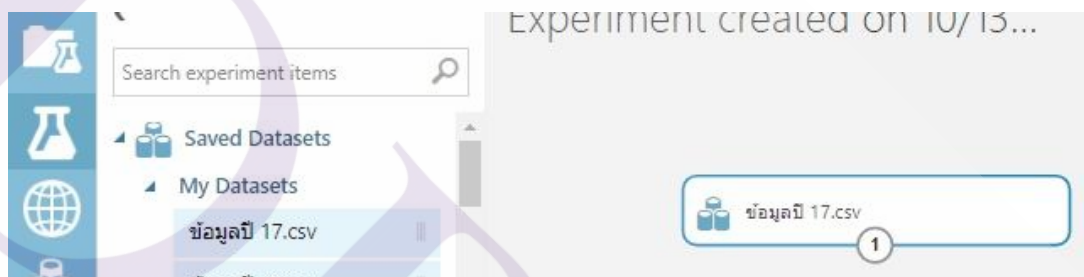 Experiment created on 10/13...
Search experiment items
Saved Datasets
My Datasets
ข้อมูลปี 17.csv
ข้อมูลปี 17.csv
1